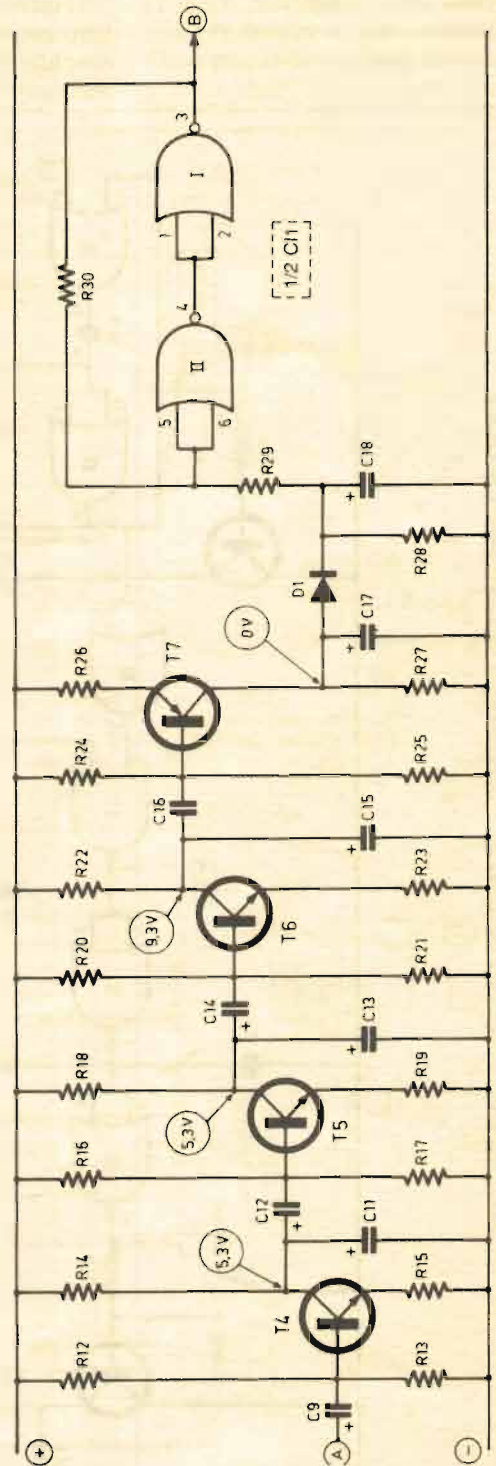 +
R12
R14
R16
R18
R20
R22
R24
R26
R30
5,3V
5,3V
9,3V
T7
0V
A
C9
T4
C12
T5
C14
T6
C16
D1
R29
5
6
II
4
1
2
I
3
B
1/2 CI1
C11
+
C13
+
C15
+
C17
+
C18
+
+
+
+
R13
R15
R17
R19
R21
R23
R25
R27
R28
−